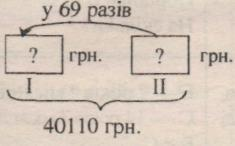 у 69 разів
? грн. ? грн.
I II
40110 грн.